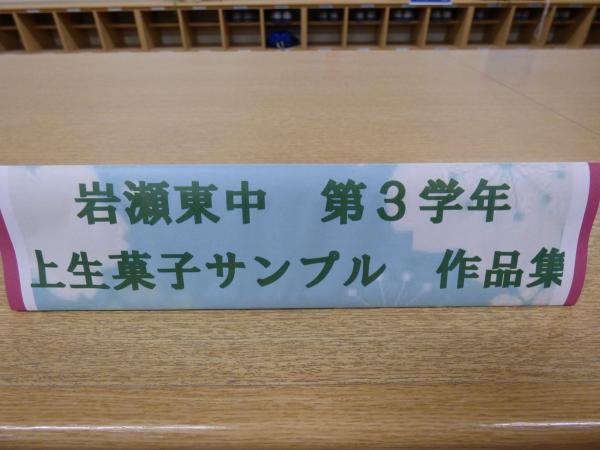 岩瀬東中　第３学年
上生菓子サンプル　作品集